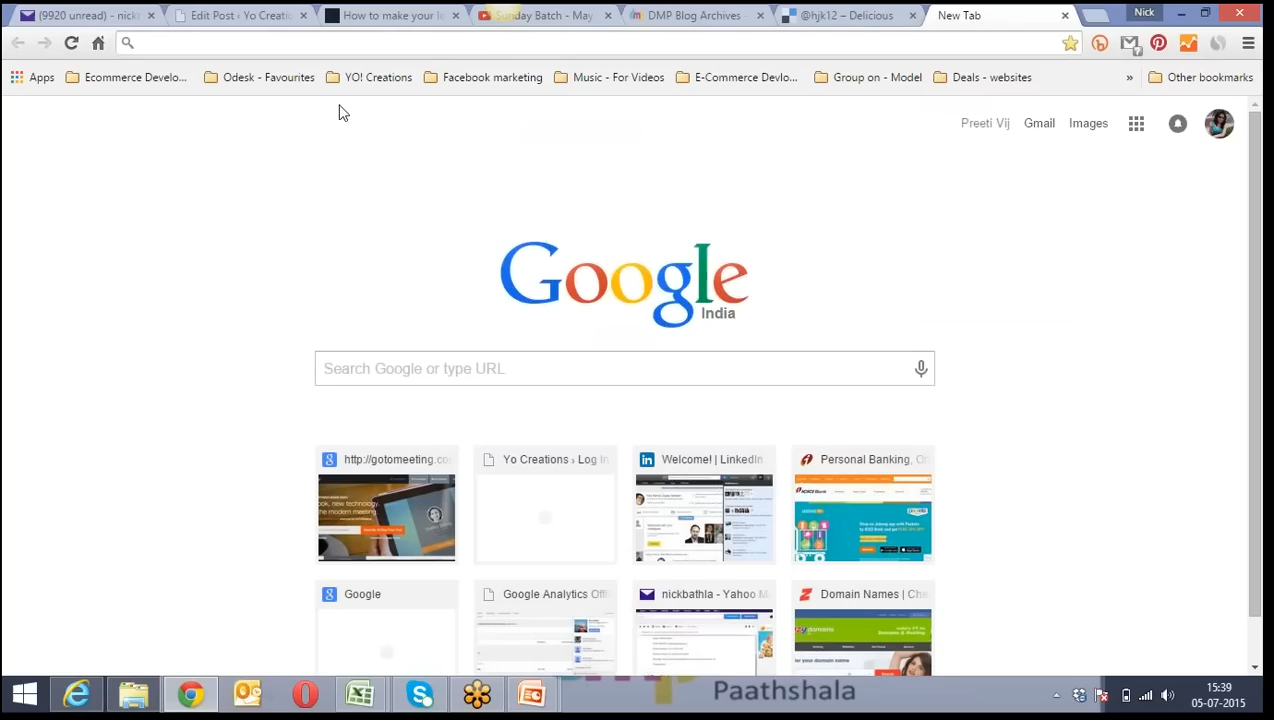 (9920 unread) - nickl
Edit Post ‹ Yo Creatio
How to make your le
Sunday Batch - May
DMP Blog Archives -
@hjk12 – Delicious
New Tab
Nick
Apps
Ecommerce Develo...
Odesk - Favourites
YO! Creations
Facebook marketing
Music - For Videos
E-Commerce Devlo...
Group on - Model
Deals - websites
»
Other bookmarks
Preeti Vij
Gmail
Images
Google
India
Search Google or type URL
http://gotomeeting.co
Yo Creations › Log In
Welcome! | LinkedIn
Personal Banking, On
Google
Google Analytics Offi
nickbathla - Yahoo M
Domain Names | Che
Paathshala
15:39
05-07-2015